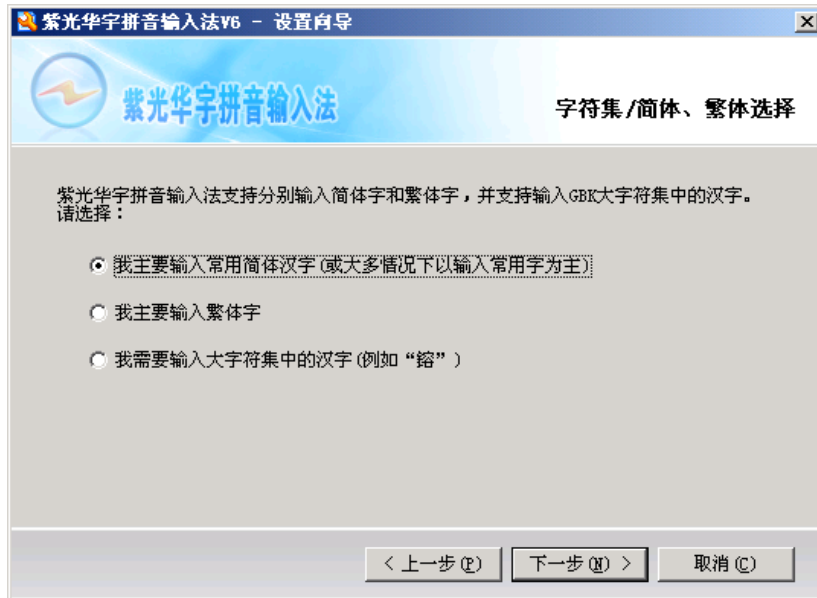 紫光华宇拼音输入法V6 - 设置向导
紫光华宇拼音输入法
字符集/简体、繁体选择
紫光华宇拼音输入法支持分别输入简体字和繁体字，并支持输入GBK大字符集中的汉字。
请选择：
我主要输入常用简体汉字(或大多情况下以输入常用字为主)
我主要输入繁体字
我需要输入大字符集中的汉字(例如“鎔”)
< 上一步(P)
下一步(N) >
取消(C)